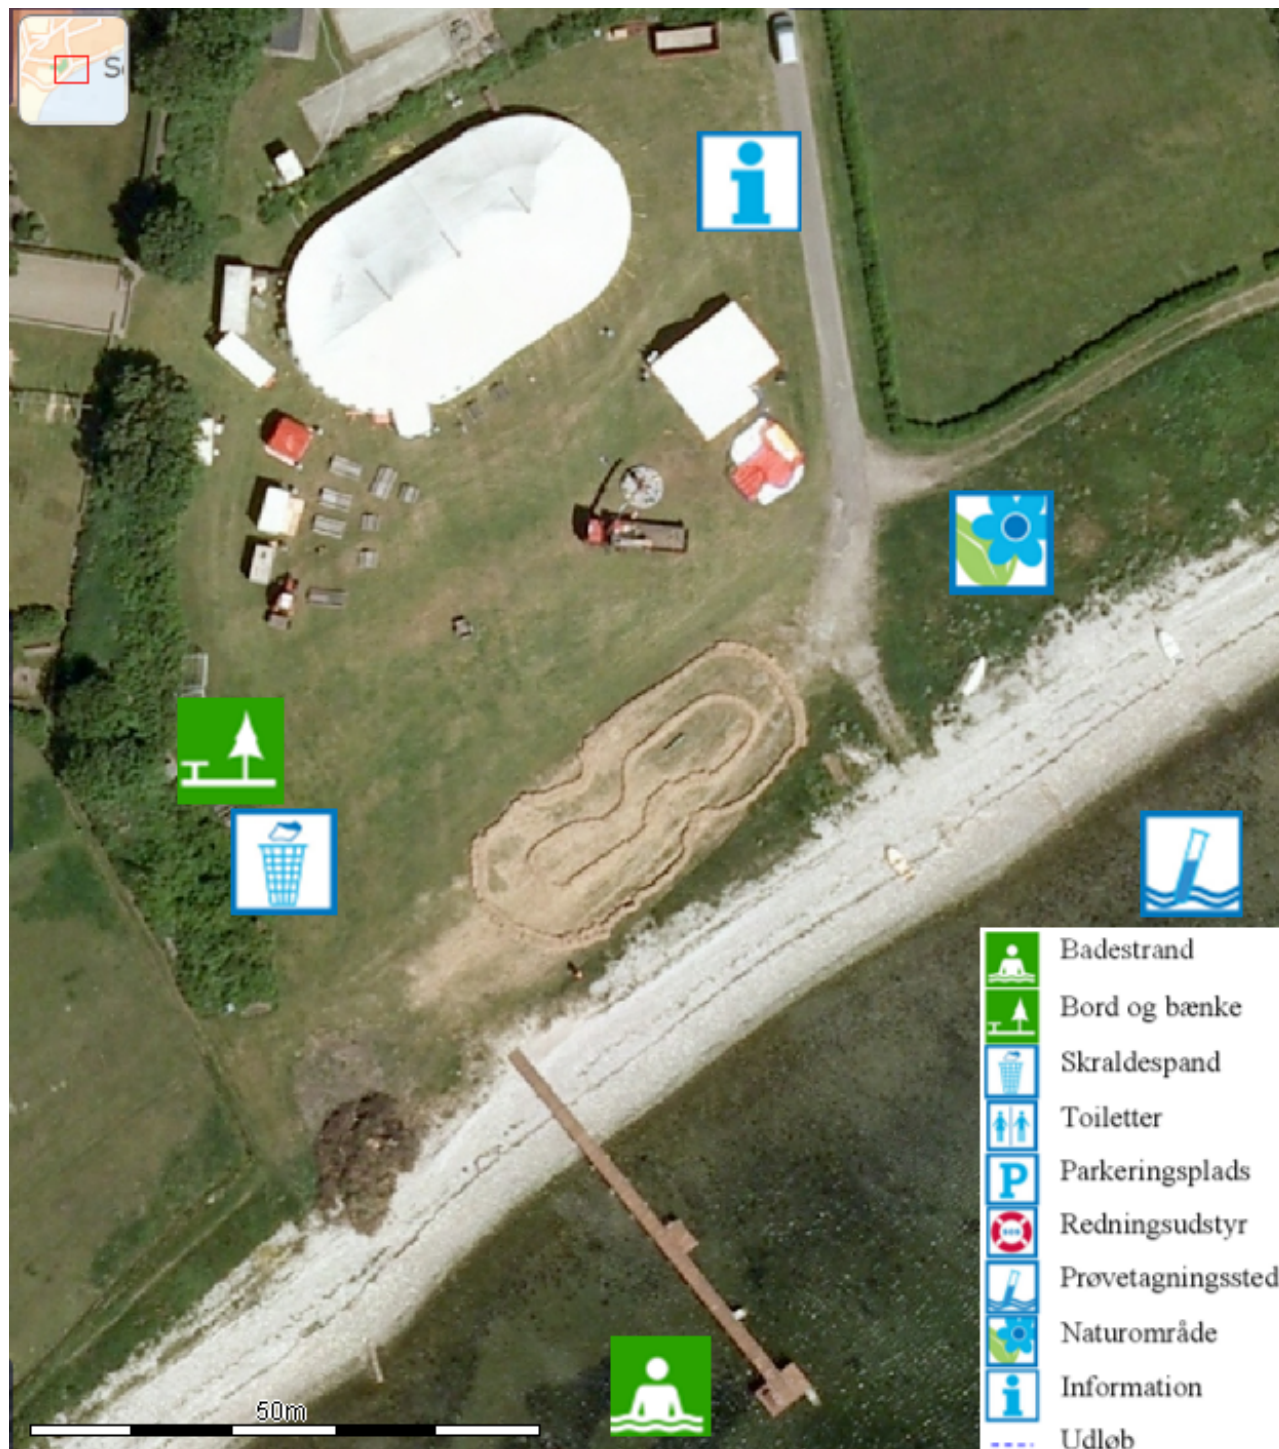 50m
Badestrand
Bord og bænke
Skraldespand
Toiletter
P Parkeringsplads
Redningsudstyr
Prøvetagningssted
Naturområde
i Information
Udløb